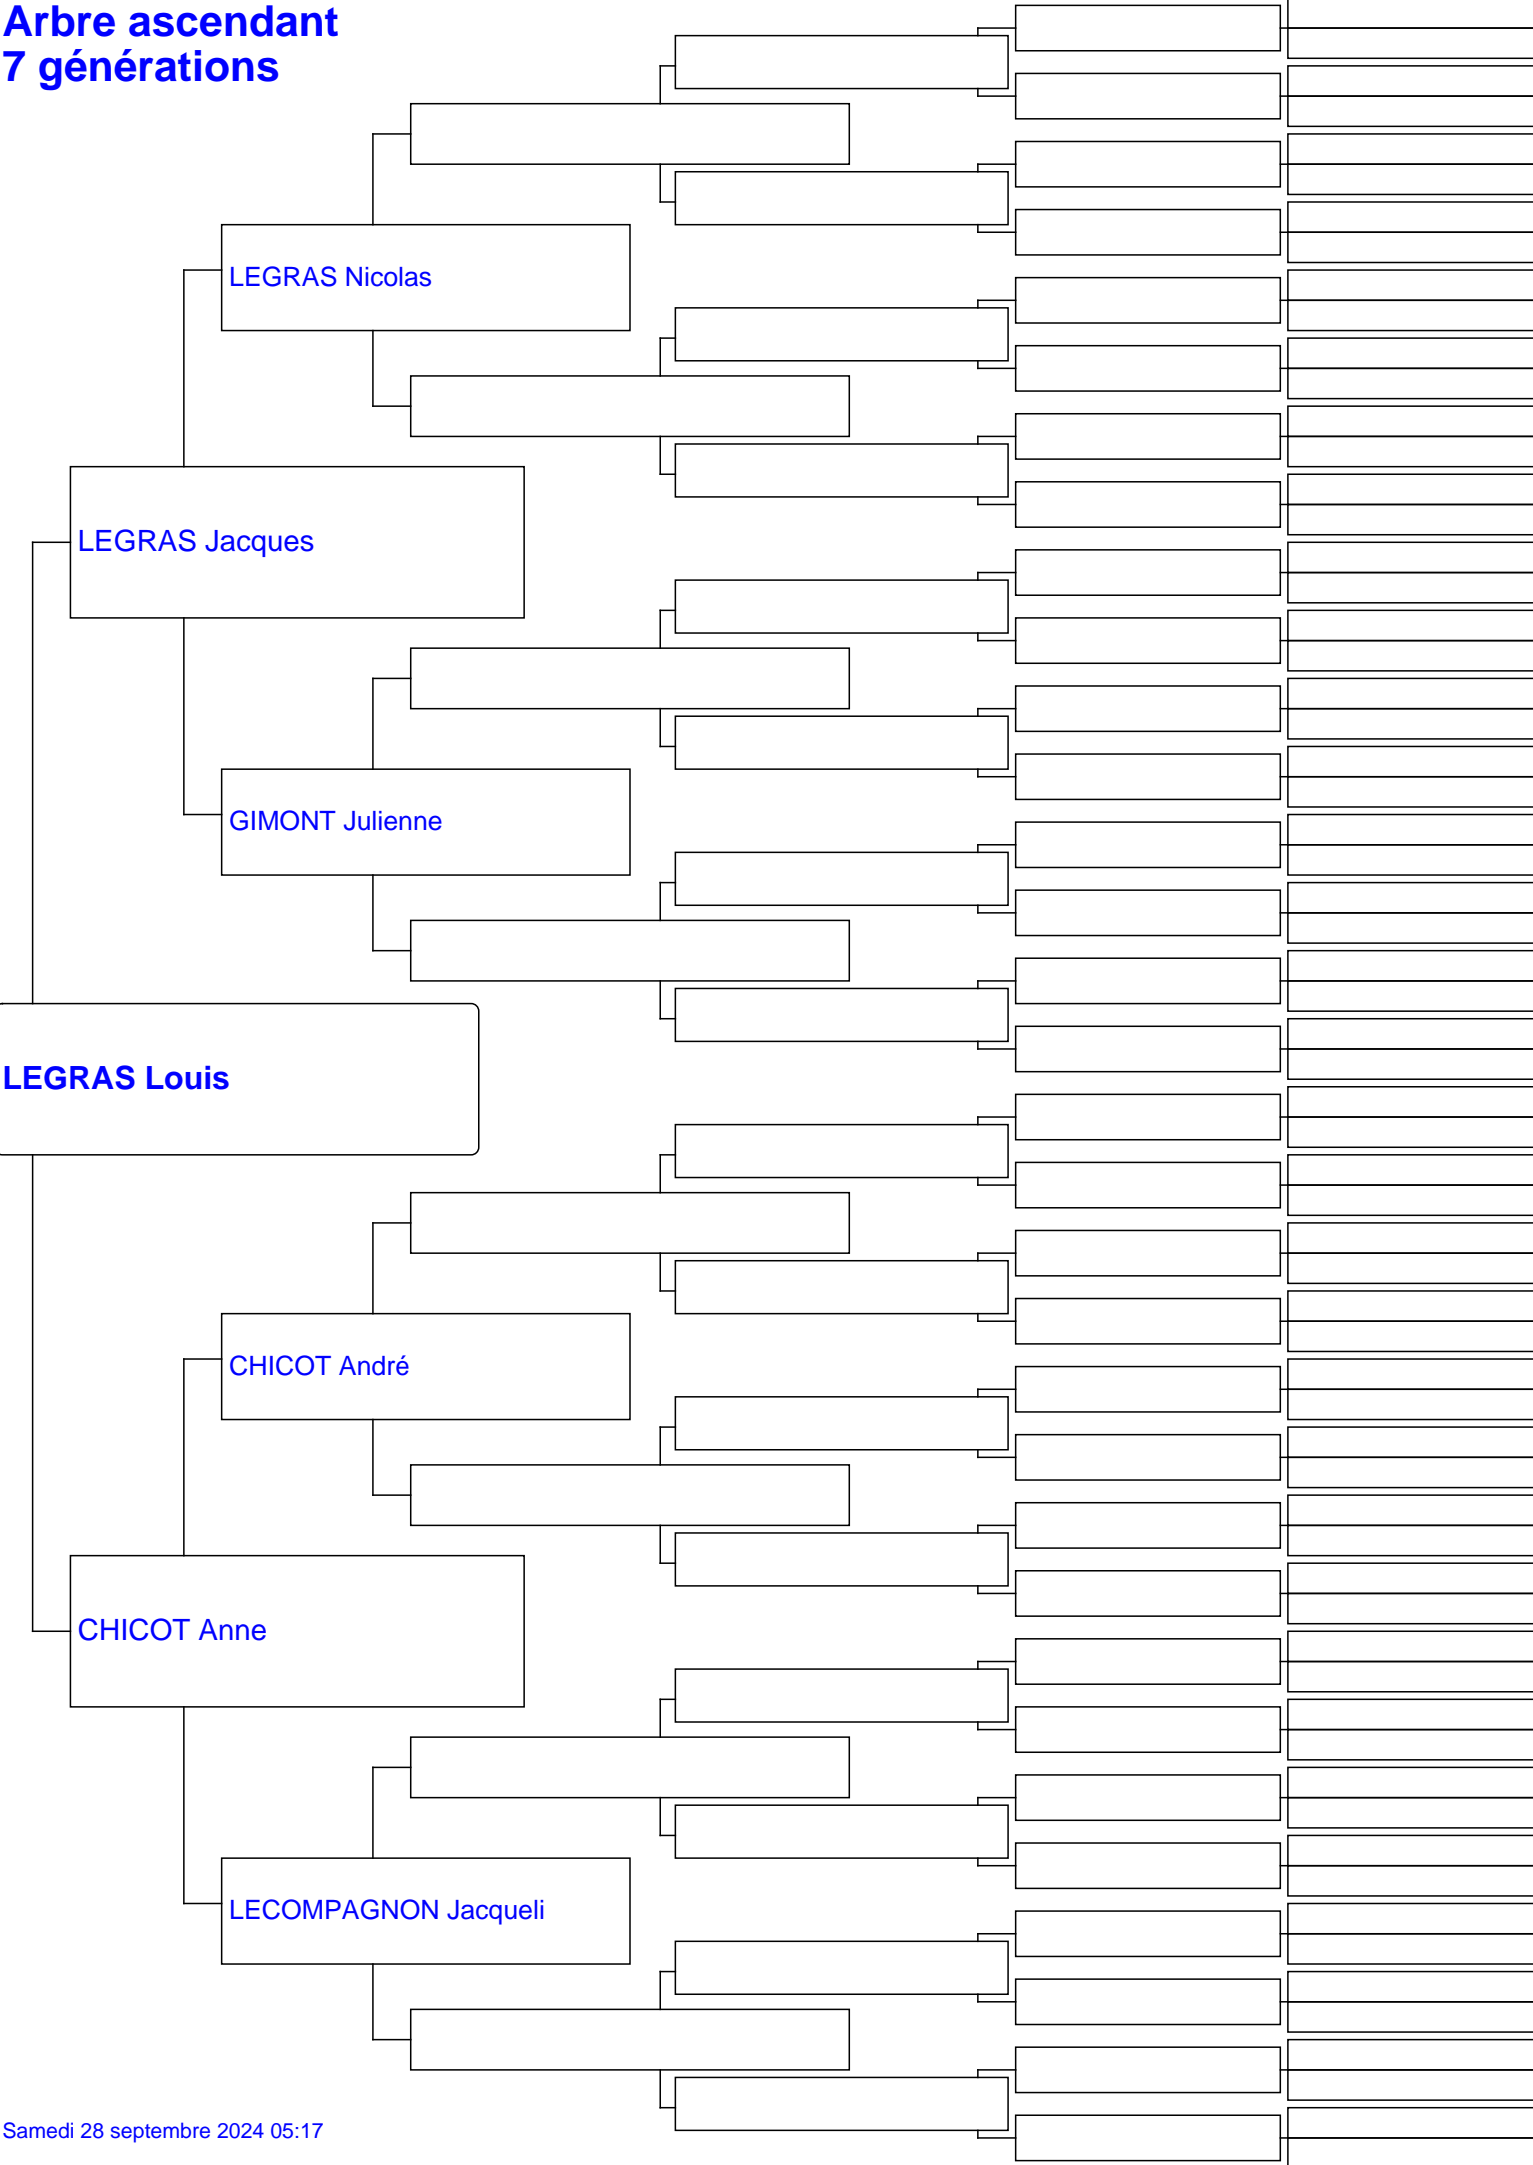 Arbre ascendant
7 générations
LEGRAS Nicolas
LEGRAS Jacques
GIMONT Julienne
LEGRAS Louis
CHICOT André
CHICOT Anne
LECOMPAGNON Jacqueli
Samedi 28 septembre 2024 05:17